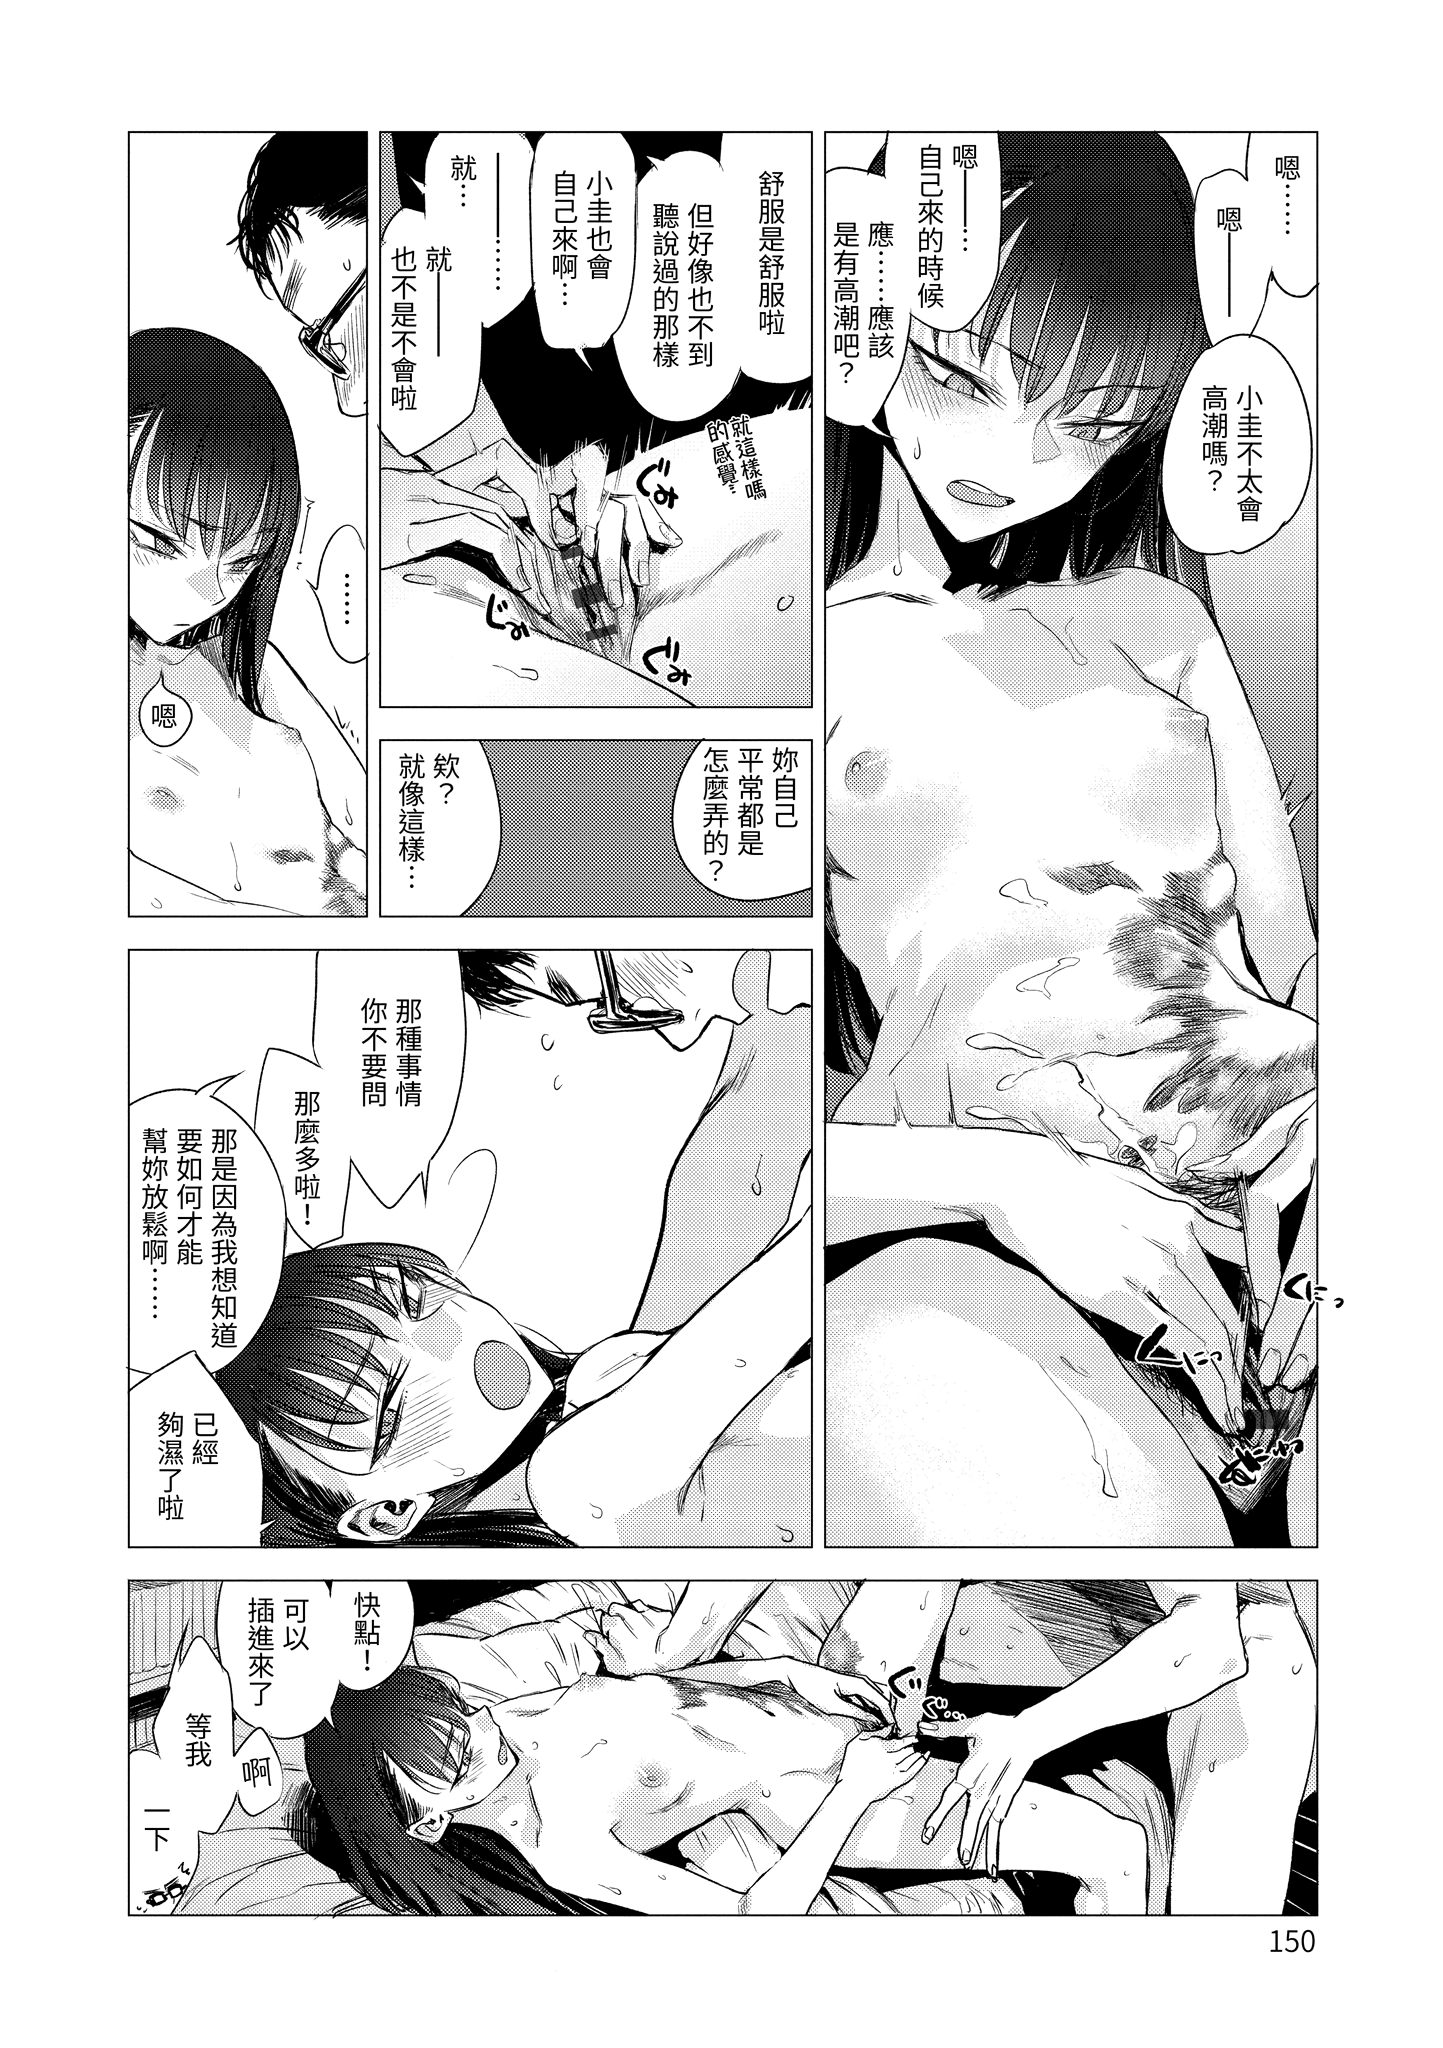 嗯……
嗯——
小圭不太會
高潮嗎？
嗯——…
自己來的時候
應……應該
是有高潮吧？
舒服是舒服啦
但好像也不到
聽說過的那樣
就這樣嗎
的感覺…
小圭也會
自己來啊…
——……
就…
就——
也不是不會啦
……
嗯
妳自己
平常都是
怎麼弄的？
欸？
就像這樣…
那種事情
你不要問
那麼多啦！
那是因為我想知道
要如何才能
幫妳放鬆啊……
已經
夠濕了啦
快點！
可以
插進來了
啊
等我
一下
150